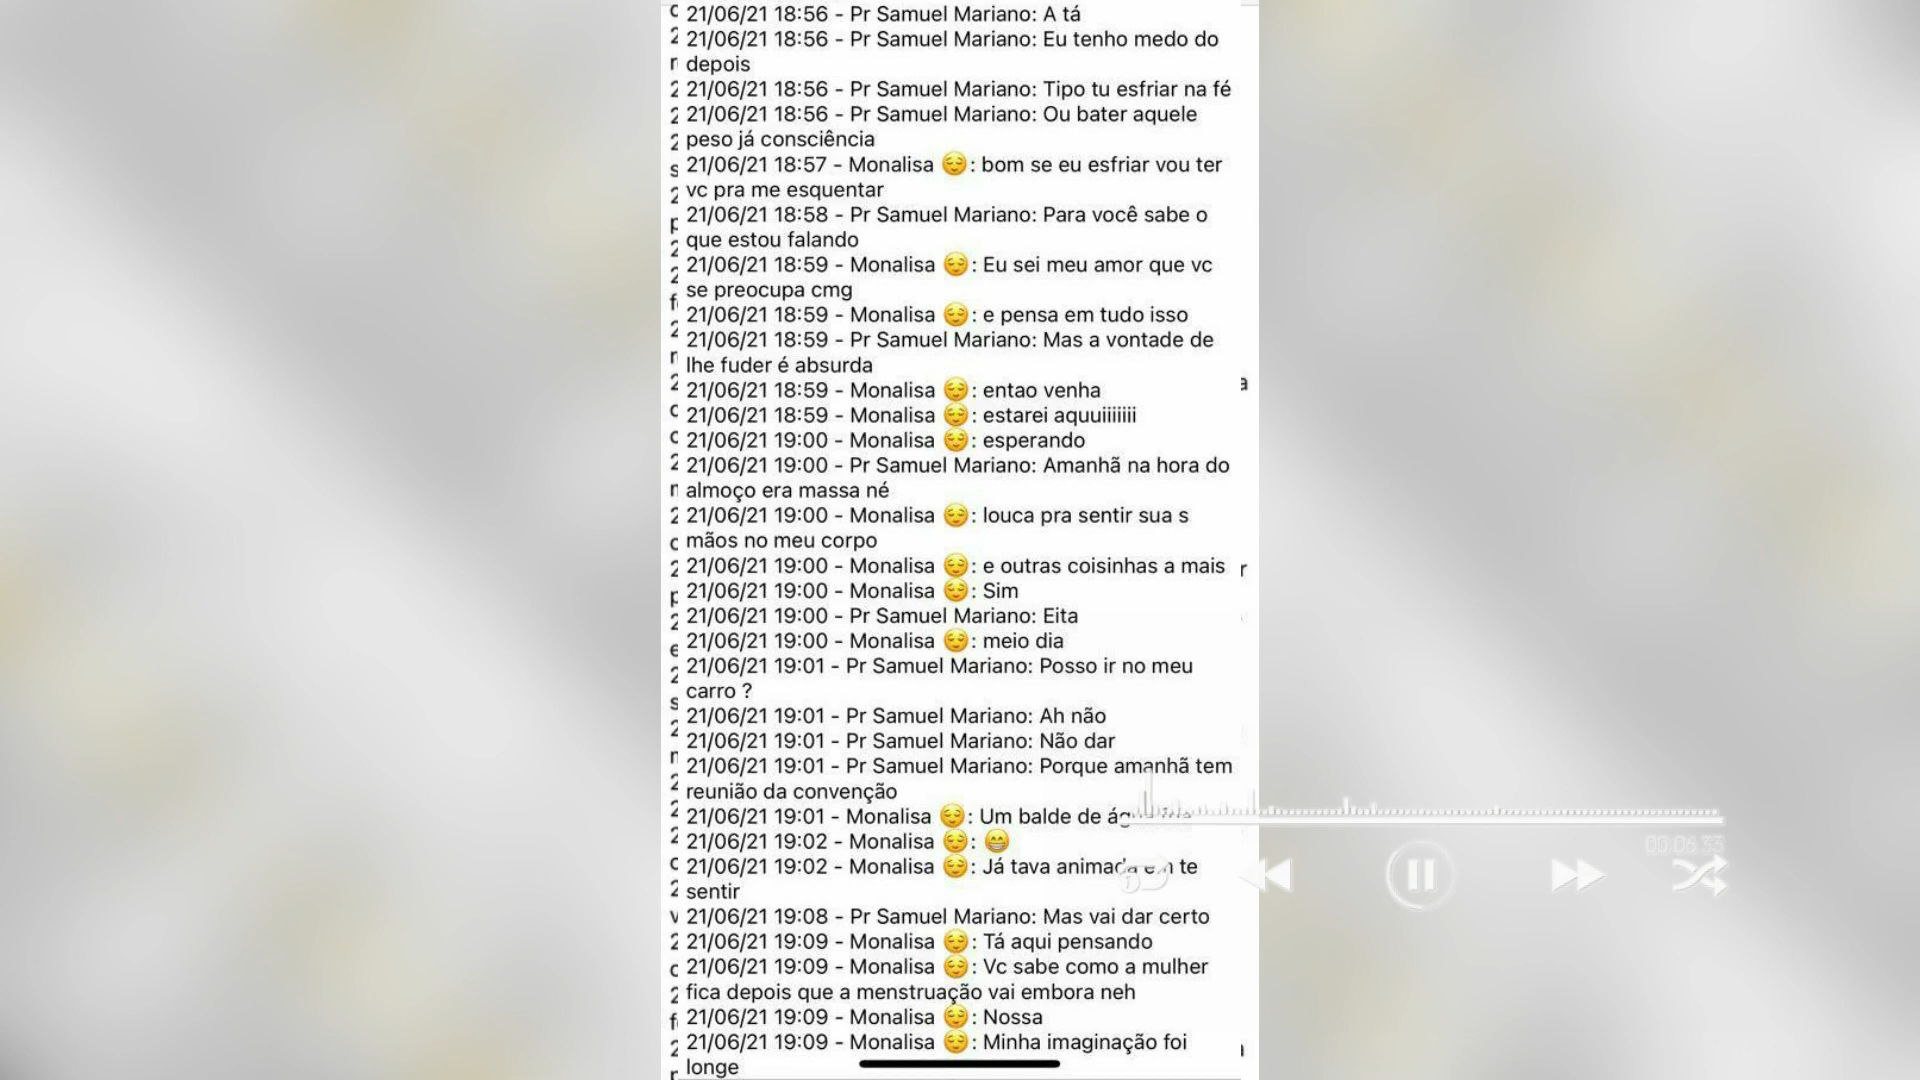 21/06/21 18:56 - Pr Samuel Mariano: A tá
21/06/21 18:56 - Pr Samuel Mariano: Eu tenho medo do
depois
21/06/21 18:56 - Pr Samuel Mariano: Tipo tu esfriar na fé
21/06/21 18:56 - Pr Samuel Mariano: Ou bater aquele
peso já consciência
21/06/21 18:57 - Monalisa 😌: bom se eu esfriar vou ter
vc pra me esquentar
21/06/21 18:58 - Pr Samuel Mariano: Para você sabe o
que estou falando
21/06/21 18:59 - Monalisa 😌: Eu sei meu amor que vc
se preocupa cmg
21/06/21 18:59 - Monalisa 😌: e pensa em tudo isso
21/06/21 18:59 - Pr Samuel Mariano: Mas a vontade de
lhe fuder é absurda
21/06/21 18:59 - Monalisa 😌: entao venha
21/06/21 18:59 - Monalisa 😌: estarei aquuiiiiiii
21/06/21 19:00 - Monalisa 😌: esperando
21/06/21 19:00 - Pr Samuel Mariano: Amanhã na hora do
almoço era massa né
21/06/21 19:00 - Monalisa 😌: louca pra sentir sua s
mãos no meu corpo
21/06/21 19:00 - Monalisa 😌: e outras coisinhas a mais
21/06/21 19:00 - Monalisa 😌: Sim
21/06/21 19:00 - Pr Samuel Mariano: Eita
21/06/21 19:00 - Monalisa 😌: meio dia
21/06/21 19:01 - Pr Samuel Mariano: Posso ir no meu
carro ?
21/06/21 19:01 - Pr Samuel Mariano: Ah não
21/06/21 19:01 - Pr Samuel Mariano: Não dar
21/06/21 19:01 - Pr Samuel Mariano: Porque amanhã tem
reunião da convenção
21/06/21 19:01 - Monalisa 😌: Um balde de água fria
21/06/21 19:02 - Monalisa 😌: 😁
21/06/21 19:02 - Monalisa 😌: Já tava animada em te
sentir
21/06/21 19:08 - Pr Samuel Mariano: Mas vai dar certo
21/06/21 19:09 - Monalisa 😌: Tá aqui pensando
21/06/21 19:09 - Monalisa 😌: Vc sabe como a mulher
fica depois que a menstruação vai embora neh
21/06/21 19:09 - Monalisa 😌: Nossa
21/06/21 19:09 - Monalisa 😌: Minha imaginação foi
longe
00:06:33